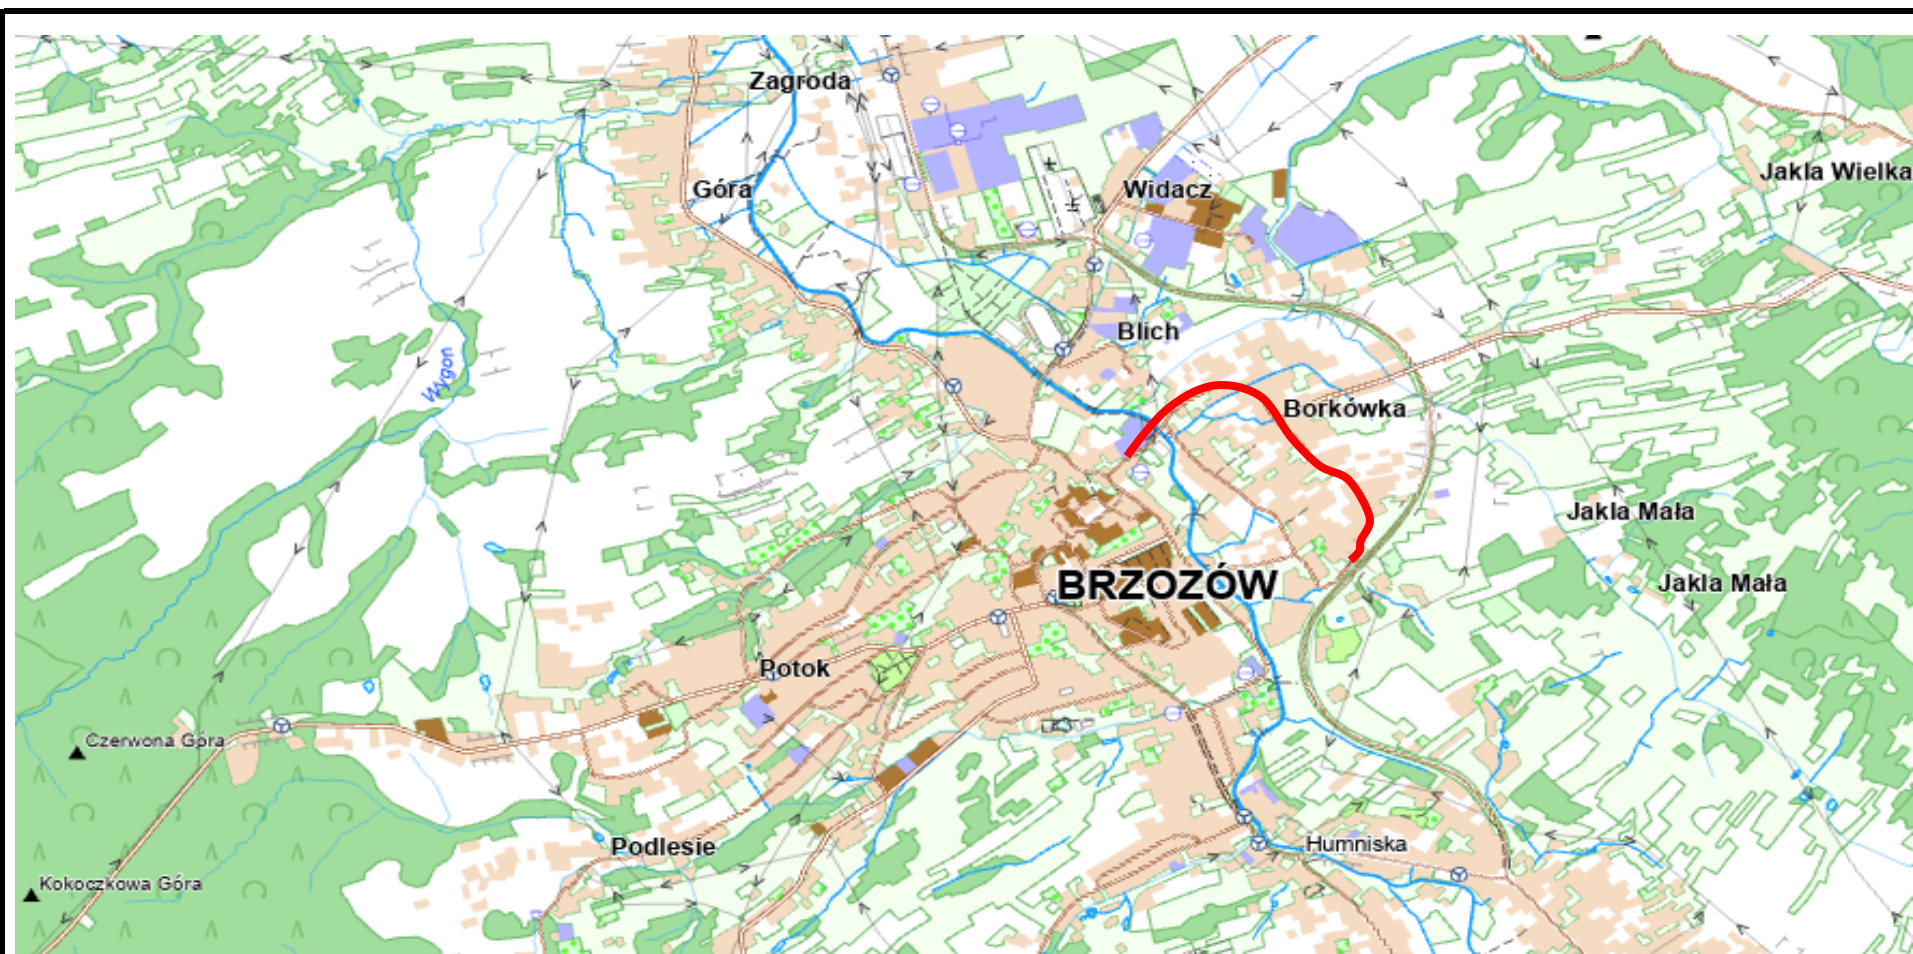 Zagroda
Jakla Wielka
Góra
Widacz
Blich
Wygon
Borkówka
Jakla Mała
BRZOZÓW
Jakla Mała
Potok
Czerwona Góra
Podlesie
Humniska
Kokoczkowa Góra